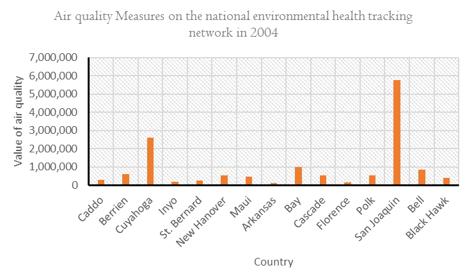 Air quality Measures on the national environmental health tracking
network in 2004
Value of air quality
7,000,000
6,000,000
5,000,000
4,000,000
3,000,000
2,000,000
1,000,000
0
Caddo
Berrien
Cuyahoga
Inyo
St. Bernard
New Hanover
Maui
Arkansas
Bay
Cascade
Florence
Polk
San Joaquin
Bell
Black Hawk
Country